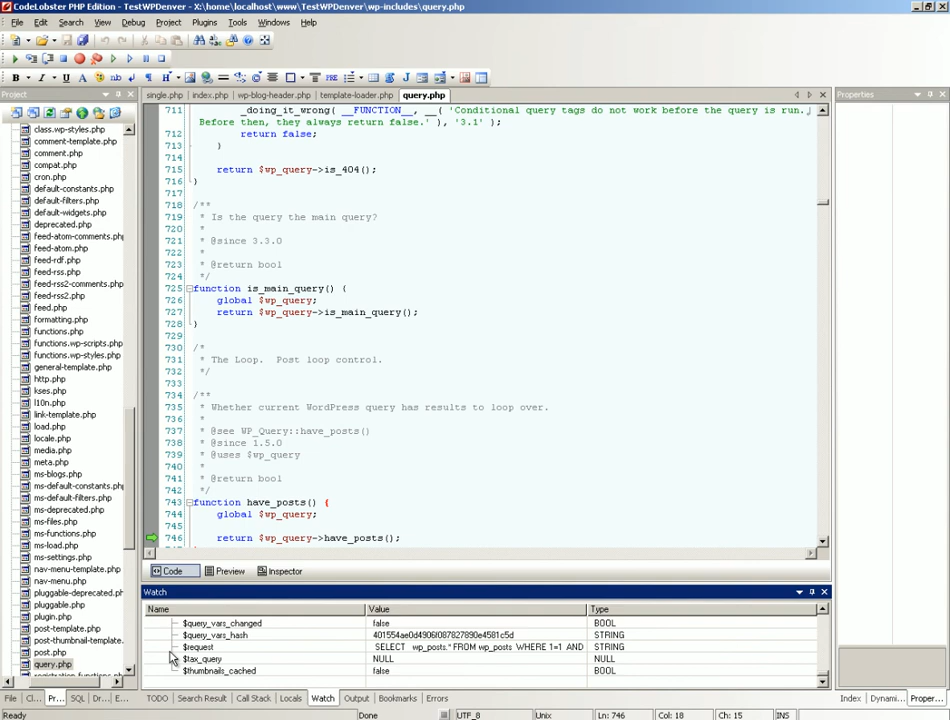 CodeLobster PHP Edition - TestWPDenver - X:\home\localhost\www\TestWPDenver\wp-includes\query.php
File Edit Search View Debug Project Plugins Tools Windows Help
Project
single.php index.php wp-blog-header.php template-loader.php query.php
Properties
class.wp-styles.php
comment-template.php
comment.php
compat.php
cron.php
default-constants.php
default-filters.php
default-widgets.php
deprecated.php
feed-atom-comments.php
feed-atom.php
feed-rdf.php
feed-rss.php
feed-rss2-comments.php
feed-rss2.php
feed.php
formatting.php
functions.php
functions.wp-scripts.php
functions.wp-styles.php
general-template.php
http.php
kses.php
l10n.php
link-template.php
load.php
locale.php
media.php
meta.php
ms-blogs.php
ms-default-constants.php
ms-default-filters.php
ms-deprecated.php
ms-files.php
ms-functions.php
ms-load.php
ms-settings.php
nav-menu-template.php
nav-menu.php
pluggable-deprecated.php
pluggable.php
plugin.php
post-template.php
post-thumbnail-template.
post.php
query.php
711 _doing_it_wrong( __FUNCTION__, __( 'Conditional query tags do not work before the query is run.
Before then, they always return false.' ), '3.1' );
712 return false;
713 }
714
715 return $wp_query->is_404();
716 }
717
718 /**
719 * Is the query the main query?
720 *
721 * @since 3.3.0
722 *
723 * @return bool
724 */
725 function is_main_query() {
726 global $wp_query;
727 return $wp_query->is_main_query();
728 }
729
730 /*
731 * The Loop.  Post loop control.
732 */
733
734 /**
735 * Whether current WordPress query has results to loop over.
736 *
737 * @see WP_Query::have_posts()
738 * @since 1.5.0
739 * @uses $wp_query
740 *
741 * @return bool
742 */
743 function have_posts() {
744 global $wp_query;
745
746 return $wp_query->have_posts();
Code Preview Inspector
Watch
Name Value Type
$query_vars_changed false BOOL
$query_vars_hash 401554ae0d4906f087827890e4581c5d STRING
$request SELECT wp_posts.* FROM wp_posts WHERE 1=1 AND STRING
$tax_query NULL NULL
$thumbnails_cached false BOOL
File Cl... Pr... SQL D... E... TODO Search Result Call Stack Locals Watch Output Bookmarks Errors Index Dynami... Proper...
Done UTF_8 Unix Ln: 746 Col: 18 Ch: 15 INS